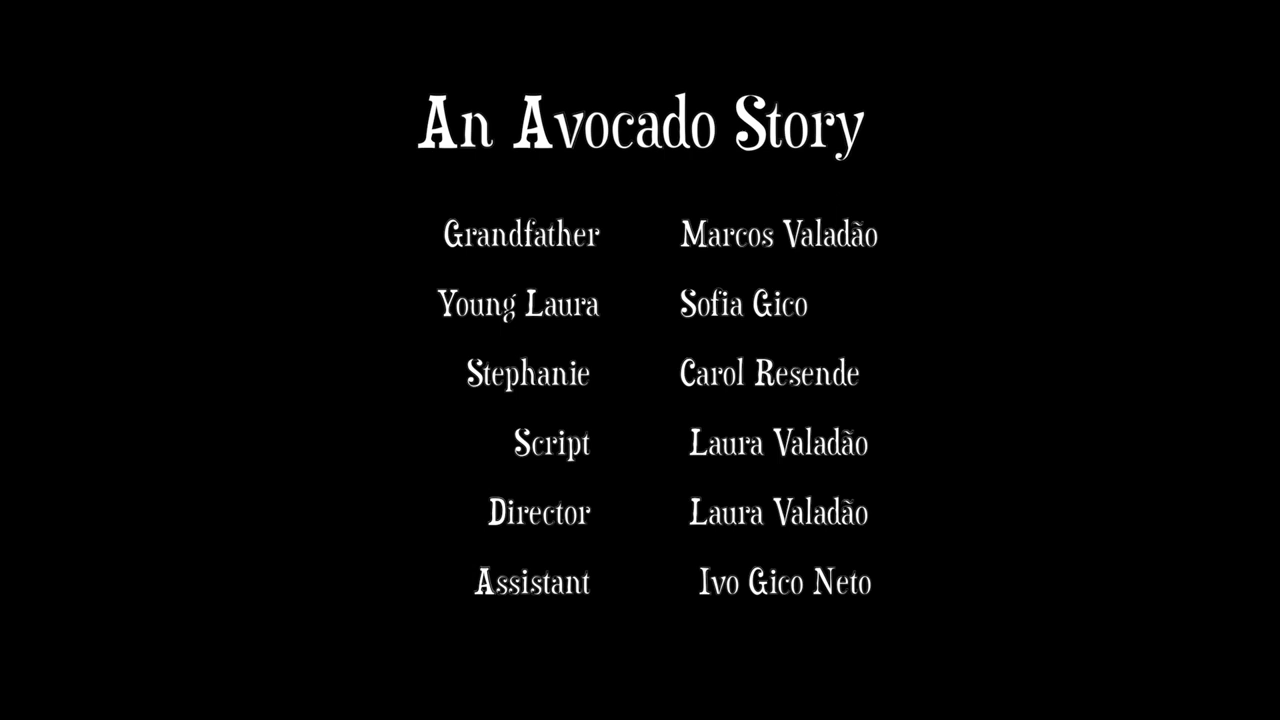 An Avocado Story
Grandfather Marcos Valadão
Young Laura Sofia Gico
Stephanie Carol Resende
Script Laura Valadão
Director Laura Valadão
Assistant Ivo Gico Neto